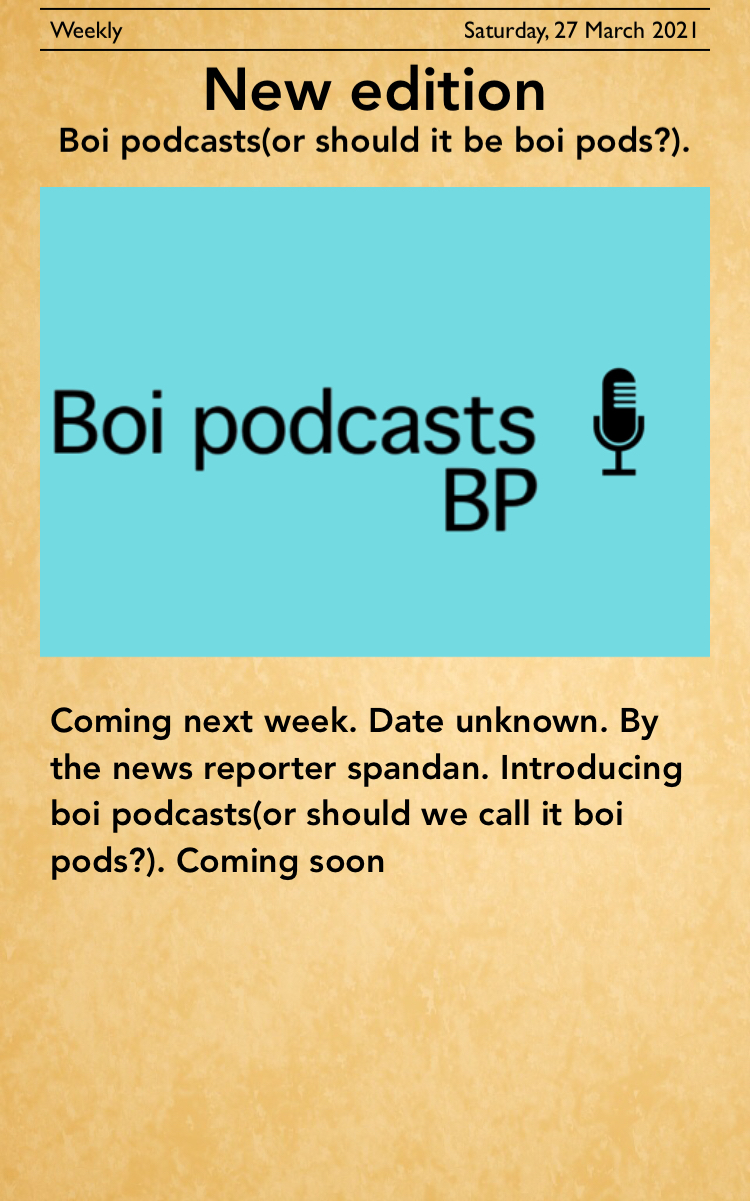 Weekly
Saturday, 27 March 2021
New edition
Boi podcasts(or should it be boi pods?).
Boi podcasts
BP
Coming next week. Date unknown. By
the news reporter spandan. Introducing
boi podcasts(or should we call it boi
pods?). Coming soon